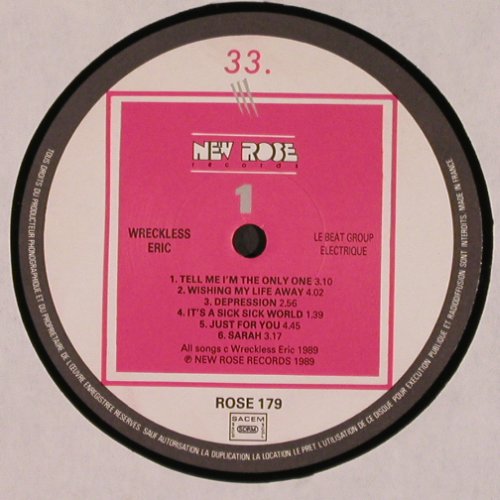 33.
NEW ROSE
records
1
WRECKLESS
ERIC
LE BEAT GROUP
ELECTRIQUE
1. TELL ME I'M THE ONLY ONE 3.10
2. WISHING MY LIFE AWAY 4.02
3. DEPRESSION 2.56
4. IT'S A SICK SICK WORLD 1.39
5. JUST FOR YOU 4.45
6. SARAH 3.17
All songs c Wreckless Eric 1989
℗ NEW ROSE RECORDS 1989
ROSE 179
SACEM
TOUS DROITS DU PRODUCTEUR PHONOGRAPHIQUE ET DU PROPRIETAIRE DE L'ŒUVRE ENREGISTREE RESERVES. SAUF AUTORISATION LA DUPLICATION, LA LOCATION, LE PRET, L'UTILISATION DE CE DISQUE POUR EXECUTION PUBLIQUE ET RADIODIFFUSION SONT INTERDITS. MADE IN FRANCE.